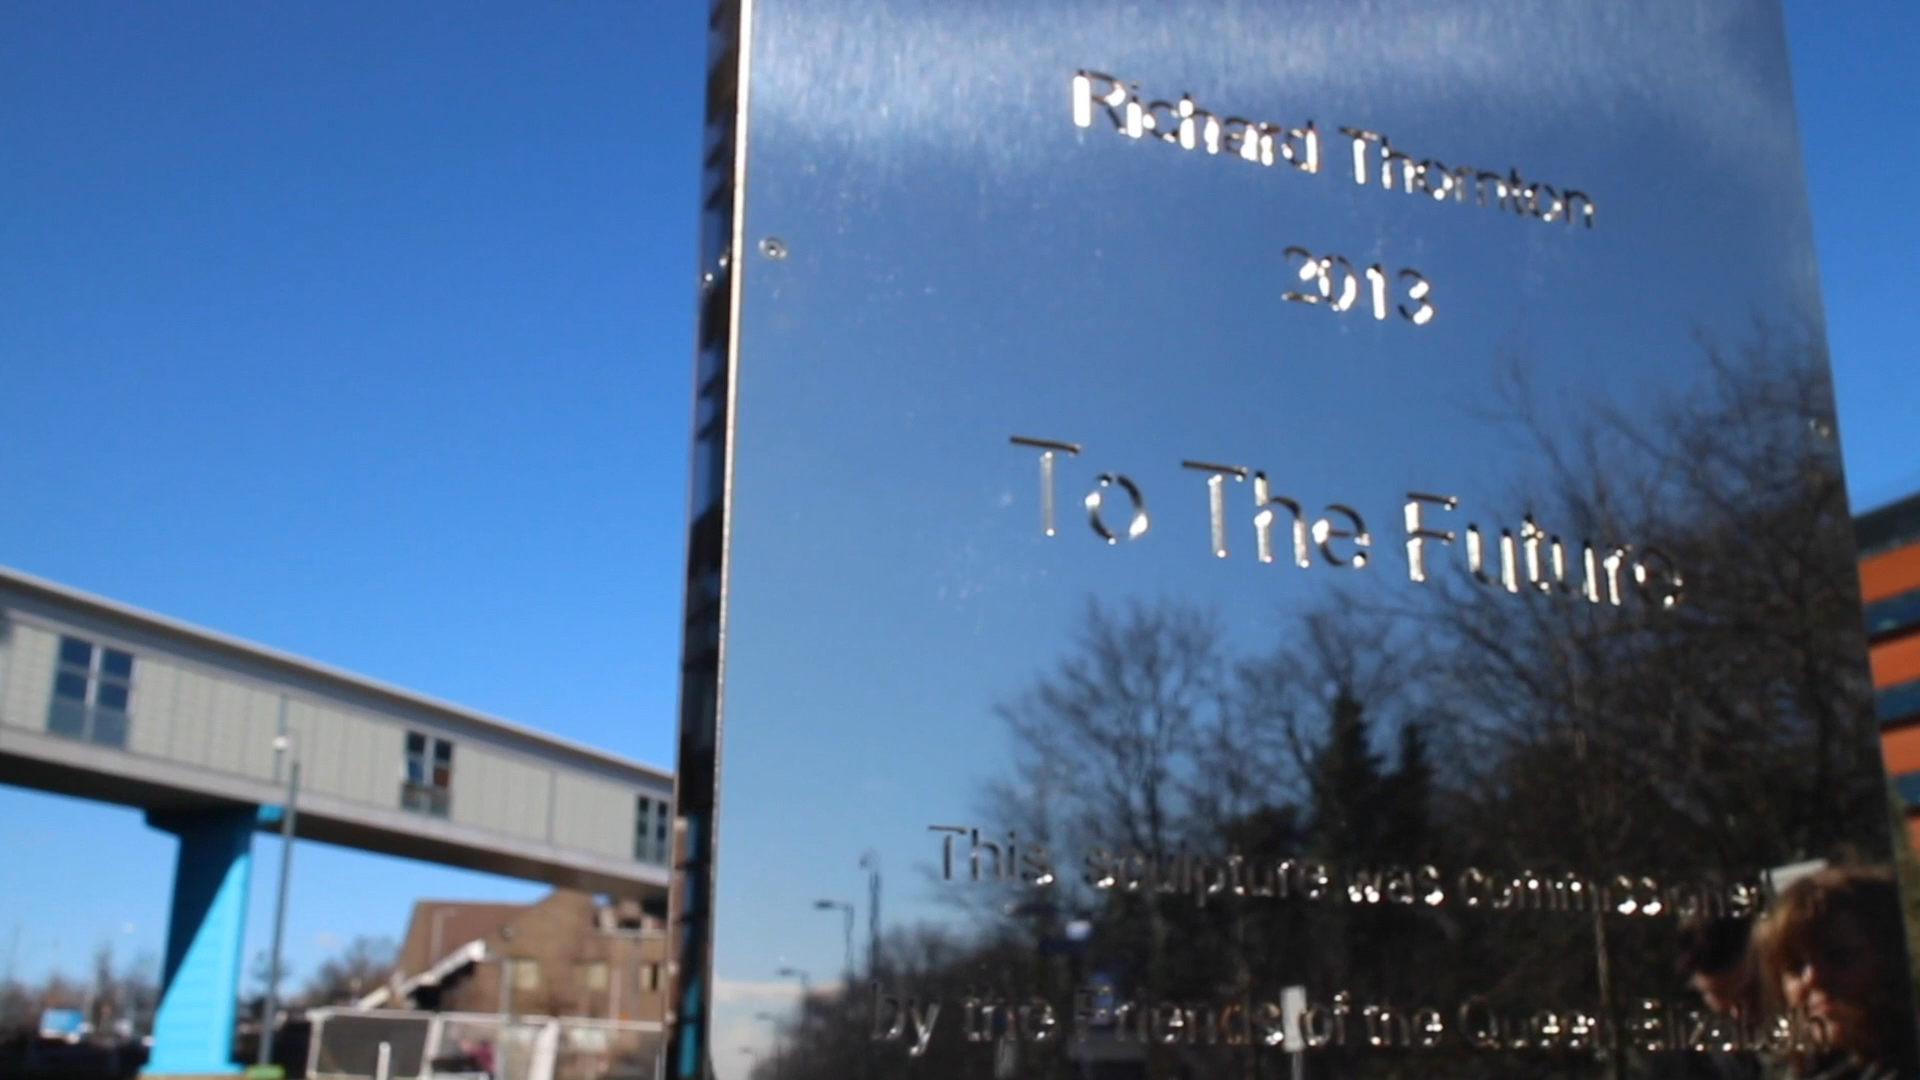 Richard Thornton
2013
To The Future
This sculpture was commissioned
by the Friends of the Queen Elizabeth